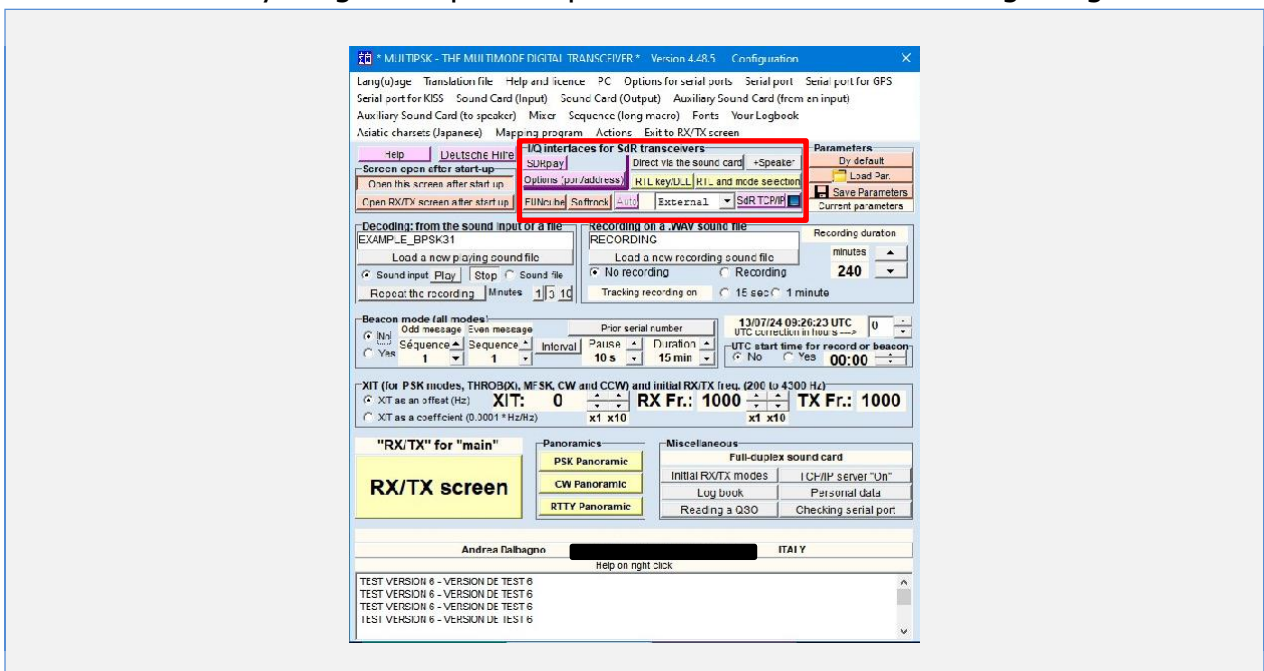 * MULTIPSK - THE MULTIMODE DIGITAL TRANSCEIVER * Version 4.48.5 Configuration
Lang(u)age Translation file Help and licence PC Options for serial ports Serial port Serial port for GPS
Serial port for KISS Sound Card (Input) Sound Card (Output) Auxiliary Sound Card (from an input)
Auxiliary Sound Card (to speaker) Mixer Sequence (long macro) Fonts Your Logbook
Asiatic charsets (Japanese) Mapping program Actions Exit to RX/TX screen
I/Q interfaces for SdR transceivers Parameters
Help Deutsche Hilfe SDRpay Direct via the sound card +Speaker By default
Screen open after start-up
Open this screen after start up Options (port/address) RTL key/DLL RTL and mode selection Load Par.
Open RX/TX screen after start up FUNcube Softrock Auto External SdR TCP/IP Save Parameters
Current parameters
Decoding: from the sound input or a file Recording on a .WAV sound file Recording duration
EXAMPLE_BPSK31 RECORDING
Load a new playing sound file Load a new recording sound file minutes
Sound input Play Stop Sound file No recording Recording 240
Repeat the recording Minutes 1 3 10 Tracking recording on 15 sec 1 minute
Beacon mode (all modes) 13/07/24 09:26:23 UTC 0
Odd message Even message Prior serial number UTC correction in hours --->
No Séquence Sequence Interval Pause Duration UTC start time for record or beacon
Yes 1 1 10 s 15 min No Yes 00:00
XIT (for PSK modes, THROB(X), MFSK, CW and CCW) and initial RX/TX freq. (200 to 4300 Hz)
XIT as an offset (Hz) XIT: 0 RX Fr.: 1000 TX Fr.: 1000
XIT as a coefficient (0.0001 * Hz/Hz) x1 x10 x1 x10
"RX/TX" for "main" Panoramics Miscellaneous
PSK Panoramic Full-duplex sound card
RX/TX screen CW Panoramic Initial RX/TX modes TCP/IP server "On"
Log book Personal data
RTTY Panoramic Reading a QSO Checking serial port
Andrea Dalbagno ITALY
Help on right click
TEST VERSION 6 - VERSION DE TEST 6
TEST VERSION 6 - VERSION DE TEST 6
TEST VERSION 6 - VERSION DE TEST 6
TEST VERSION 6 - VERSION DE TEST 6